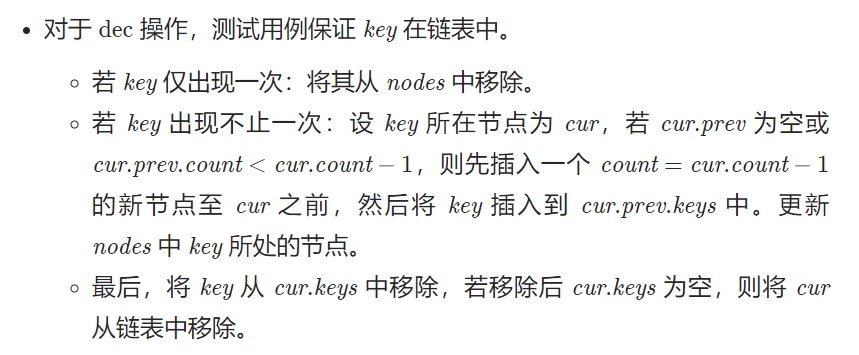 • 对于 dec 操作，测试用例保证 key 在链表中。
◦ 若 key 仅出现一次：将其从 nodes 中移除。
◦ 若 key 出现不止一次：设 key 所在节点为 cur，若 cur.prev 为空或
cur.prev.count < cur.count − 1，则先插入一个 count = cur.count − 1
的新节点至 cur 之前，然后将 key 插入到 cur.prev.keys 中。更新
nodes 中 key 所处的节点。
◦ 最后，将 key 从 cur.keys 中移除，若移除后 cur.keys 为空，则将 cur
从链表中移除。